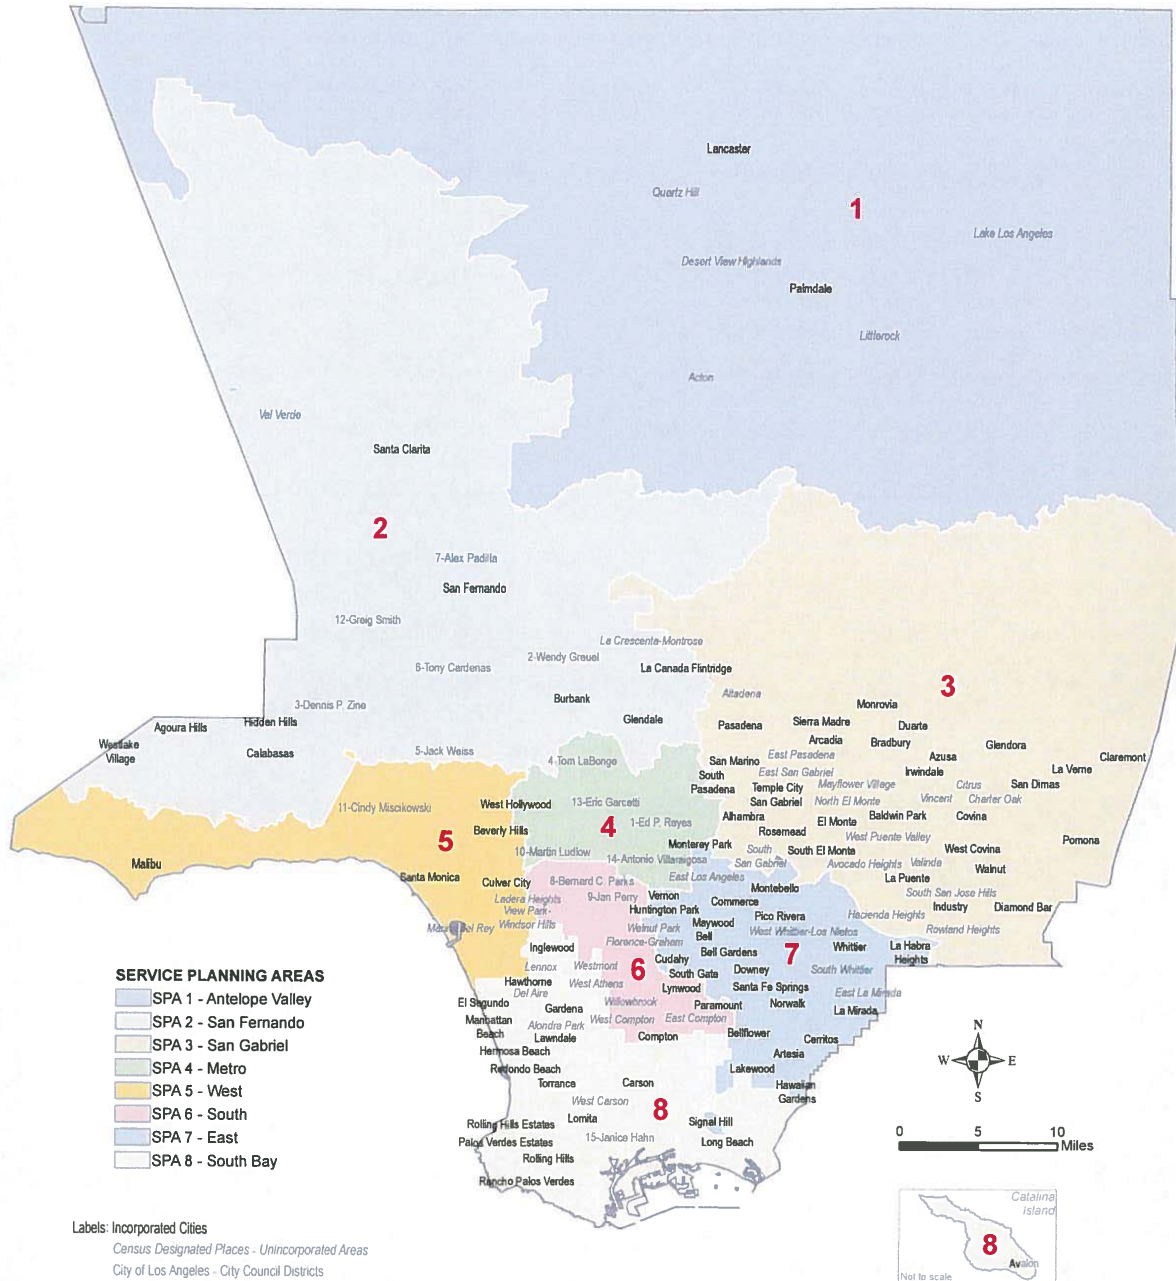 Lancaster
Quartz Hill
1
Lake Los Angeles
Desert View Highlands
Palmdale
Littlerock
Acton
Val Verde
Santa Clarita
2
7-Alex Padilla
San Fernando
12-Greig Smith
La Crescenta-Montrose
2-Wendy Greuel
6-Tony Cardenas
La Canada Flintridge
3
Altadena
Burbank
3-Dennis P. Zine
Monrovia
Glendale
Hidden Hills
Agoura Hills
Pasadena
Sierra Madre
Duarte
Arcadia
Bradbury
Glendora
Westlake
Village
Calabasas
5-Jack Weiss
4-Tom LaBonge
East Pasadena
San Marino
Azusa
Claremont
East San Gabriel
Irwindale
La Verne
South
Pasadena
Temple City
Mayflower Village
Citrus
San Dimas
11-Cindy Miscikowski
West Hollywood
13-Eric Garcetti
San Gabriel
North El Monte
Vincent
Charter Oak
1-Ed P. Reyes
Alhambra
El Monte
Baldwin Park
Covina
5
Beverly Hills
4
Rosemead
West Puente Valley
Pomona
Monterey Park
10-Martin Ludlow
14-Antonio Villaraigosa
South
San Gabriel
South El Monte
West Covina
Malibu
Avocado Heights
Valinda
Walnut
Santa Monica
Culver City
8-Bernard C. Parks
East Los Angeles
La Puente
Montebello
South San Jose Hills
Ladera Heights
9-Jan Perry
Vernon
Commerce
Industry
Diamond Bar
View Park-
Windsor Hills
Huntington Park
Pico Rivera
Hacienda Heights
Marina Del Rey
Walnut Park
Maywood
West Whittier-Los Nietos
Rowland Heights
Bell
Inglewood
Florence-Graham
Bell Gardens
7
Whittier
La Habra
Heights
Lennox
Westmont
6
Cudahy
Downey
South Whittier
South Gate
Hawthorne
West Athens
Lynwood
Santa Fe Springs
Del Aire
East La Mirada
El Segundo
Gardena
Willowbrook
Paramount
Norwalk
La Mirada
Manhattan
Beach
Alondra Park
West Compton
East Compton
Lawndale
Compton
Bellflower
Cerritos
Hermosa Beach
Artesia
Redondo Beach
Lakewood
Torrance
Carson
Hawaiian
Gardens
West Carson
8
Rolling Hills Estates
Lomita
Signal Hill
Palos Verdes Estates
15-Janice Hahn
Long Beach
Rolling Hills
Rancho Palos Verdes
SERVICE PLANNING AREAS
SPA 1 - Antelope Valley
SPA 2 - San Fernando
SPA 3 - San Gabriel
SPA 4 - Metro
SPA 5 - West
SPA 6 - South
SPA 7 - East
SPA 8 - South Bay
N
W E
S
0 5 10
Miles
Catalina
Island
8
Avalon
Not to scale
Labels: Incorporated Cities
Census Designated Places - Unincorporated Areas
City of Los Angeles - City Council Districts